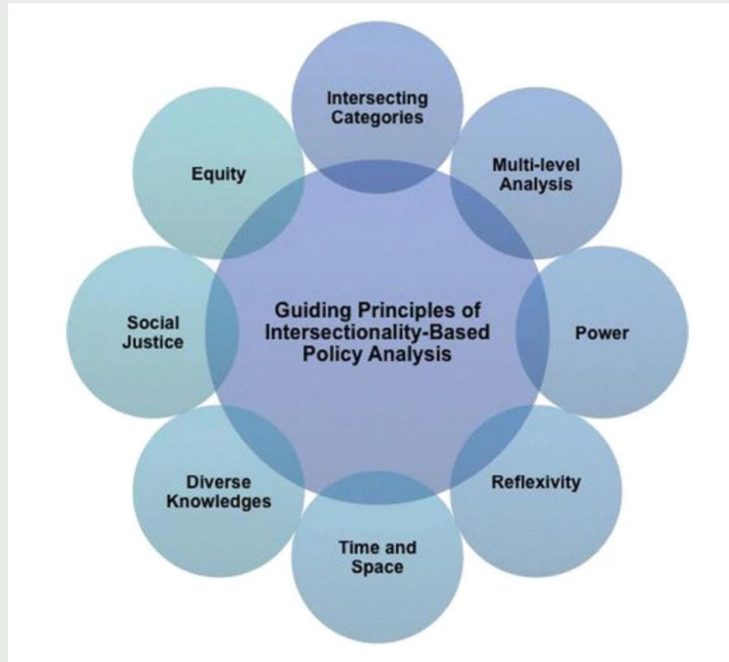 Guiding Principles of
Intersectionality-Based
Policy Analysis
Intersecting
Categories
Multi-level
Analysis
Power
Reflexivity
Time and
Space
Diverse
Knowledges
Social
Justice
Equity